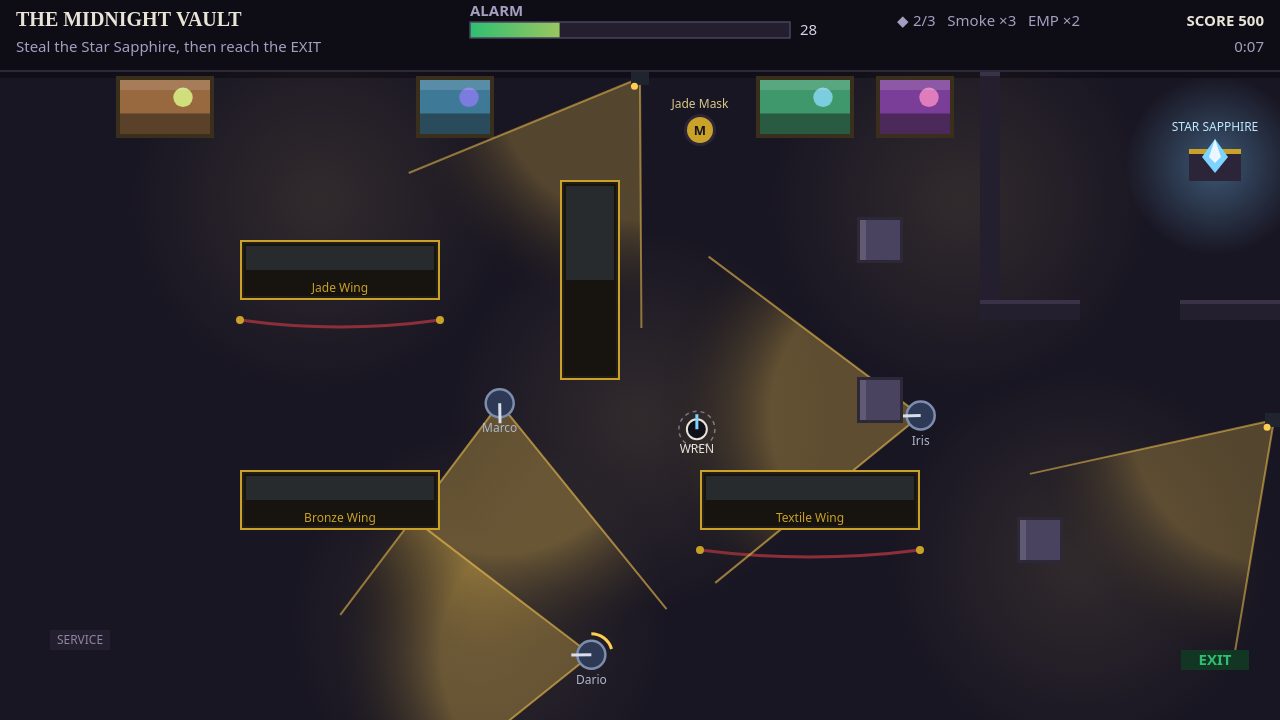 THE MIDNIGHT VAULT
Steal the Star Sapphire, then reach the EXIT
ALARM
28
◆ 2/3 Smoke ×3 EMP ×2
SCORE 500
0:07
Jade Mask
M
STAR SAPPHIRE
Jade Wing
Marco
WREN
Iris
Bronze Wing
Textile Wing
SERVICE
Dario
EXIT